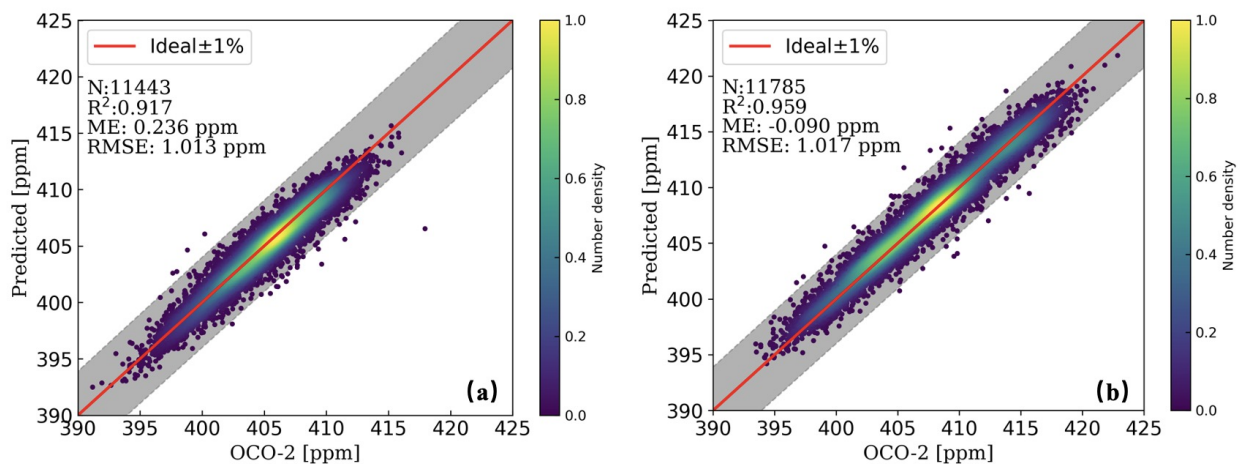 425
420
415
410
405
400
395
390
Predicted [ppm]
Ideal±1%
N:11443
R²:0.917
ME: 0.236 ppm
RMSE: 1.013 ppm
(a)
390 395 400 405 410 415 420 425
OCO-2 [ppm]
1.0
0.8
0.6
0.4
0.2
0.0
Number density
425
420
415
410
405
400
395
390
Predicted [ppm]
Ideal±1%
N:11785
R²:0.959
ME: -0.090 ppm
RMSE: 1.017 ppm
(b)
390 395 400 405 410 415 420 425
OCO-2 [ppm]
1.0
0.8
0.6
0.4
0.2
0.0
Number density